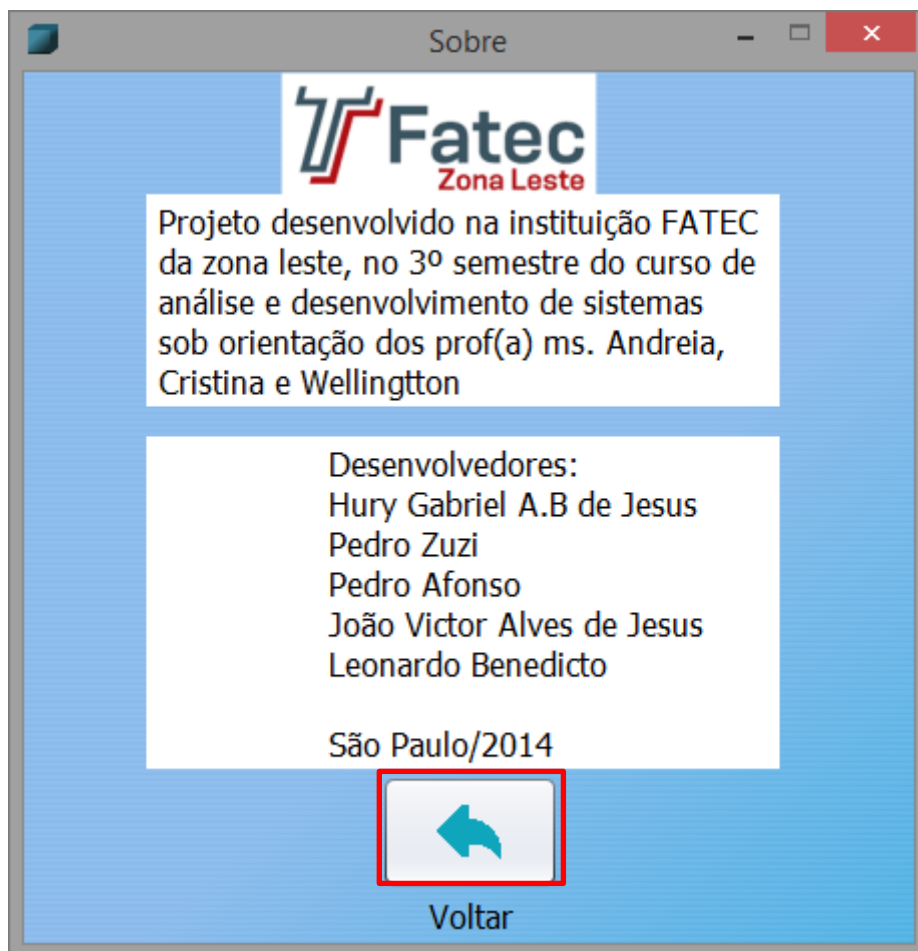 Sobre
Fatec
Zona Leste
Projeto desenvolvido na instituição FATEC
da zona leste, no 3º semestre do curso de
análise e desenvolvimento de sistemas
sob orientação dos prof(a) ms. Andreia,
Cristina e Wellingtton
Desenvolvedores:
Hury Gabriel A.B de Jesus
Pedro Zuzi
Pedro Afonso
João Victor Alves de Jesus
Leonardo Benedicto
São Paulo/2014
Voltar